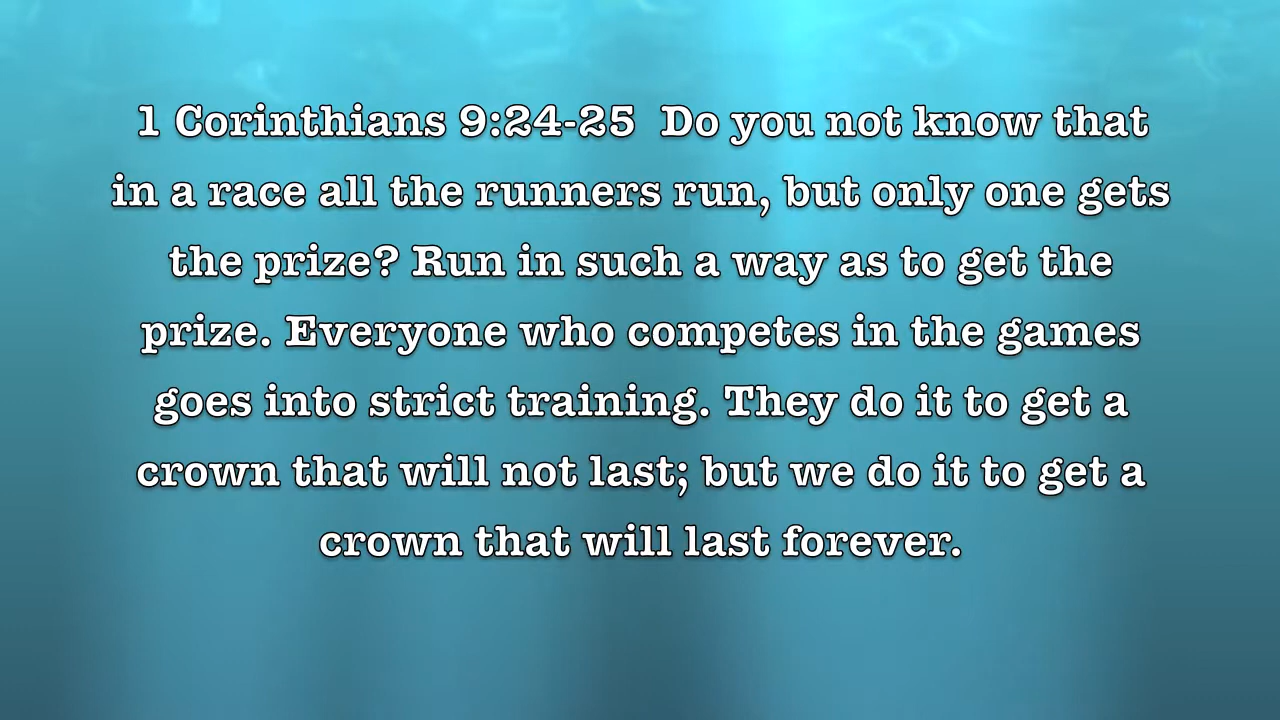 1 Corinthians 9:24-25  Do you not know that
in a race all the runners run, but only one gets
the prize? Run in such a way as to get the
prize. Everyone who competes in the games
goes into strict training. They do it to get a
crown that will not last; but we do it to get a
crown that will last forever.